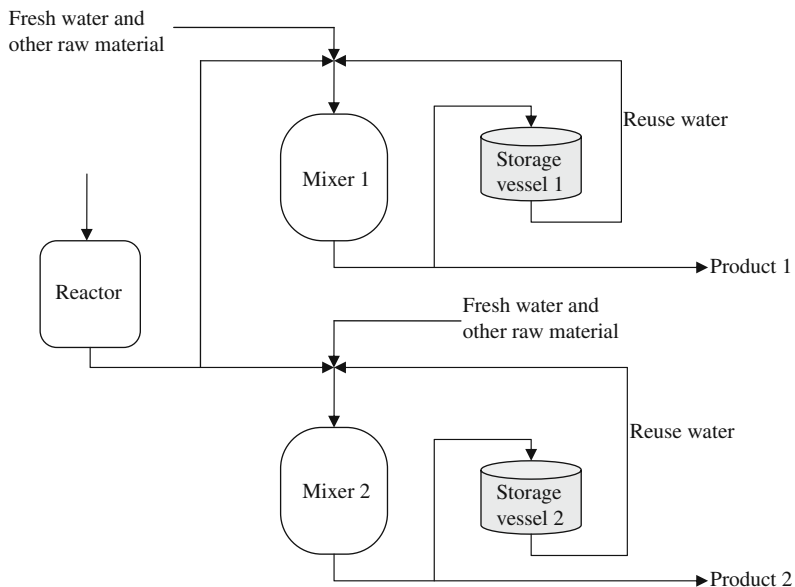 Fresh water and
other raw material
Mixer 1
Storage
vessel 1
Reuse water
Product 1
Reactor
Fresh water and
other raw material
Mixer 2
Storage
vessel 2
Reuse water
Product 2